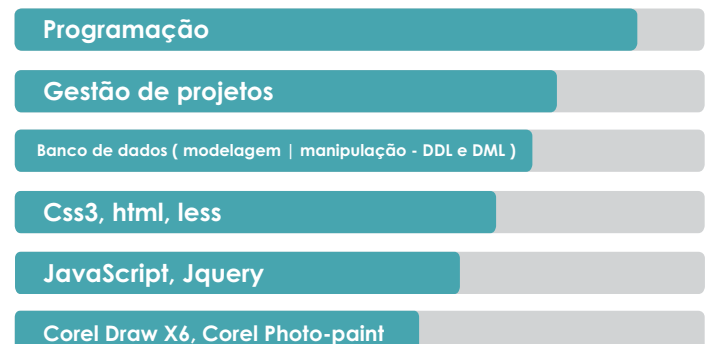 Programação
Gestão de projetos
Banco de dados ( modelagem | manipulação - DDL e DML )
Css3, html, less
JavaScript, Jquery
Corel Draw X6, Corel Photo-paint